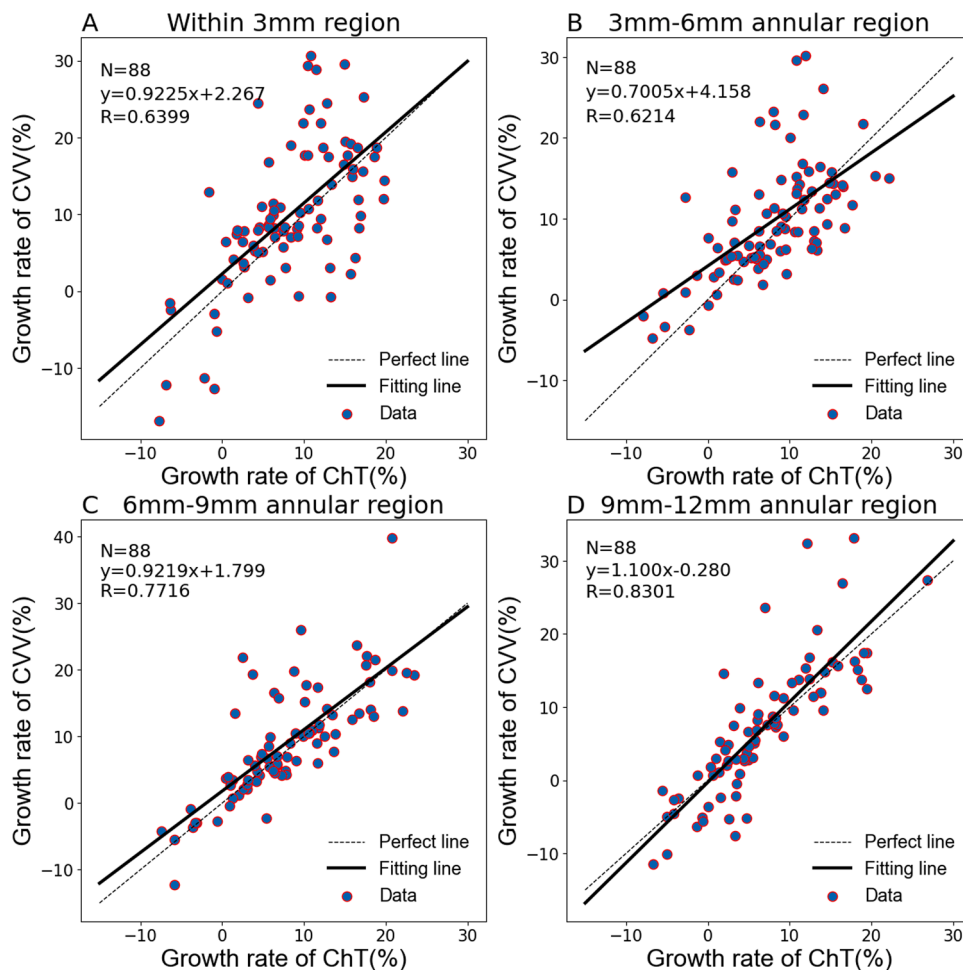 A Within 3mm region
N=88
y=0.9225x+2.267
R=0.6399
Growth rate of CVV(%)
30
20
10
0
−10
Perfect line
Fitting line
Data
−10 0 10 20 30
Growth rate of ChT(%)
B 3mm-6mm annular region
N=88
y=0.7005x+4.158
R=0.6214
Growth rate of CVV(%)
30
20
10
0
−10
Perfect line
Fitting line
Data
−10 0 10 20 30
Growth rate of ChT(%)
C 6mm-9mm annular region
N=88
y=0.9219x+1.799
R=0.7716
Growth rate of CVV(%)
40
30
20
10
0
−10
Perfect line
Fitting line
Data
−10 0 10 20 30
Growth rate of ChT(%)
D 9mm-12mm annular region
N=88
y=1.100x-0.280
R=0.8301
Growth rate of CVV(%)
30
20
10
0
−10
Perfect line
Fitting line
Data
−10 0 10 20 30
Growth rate of ChT(%)